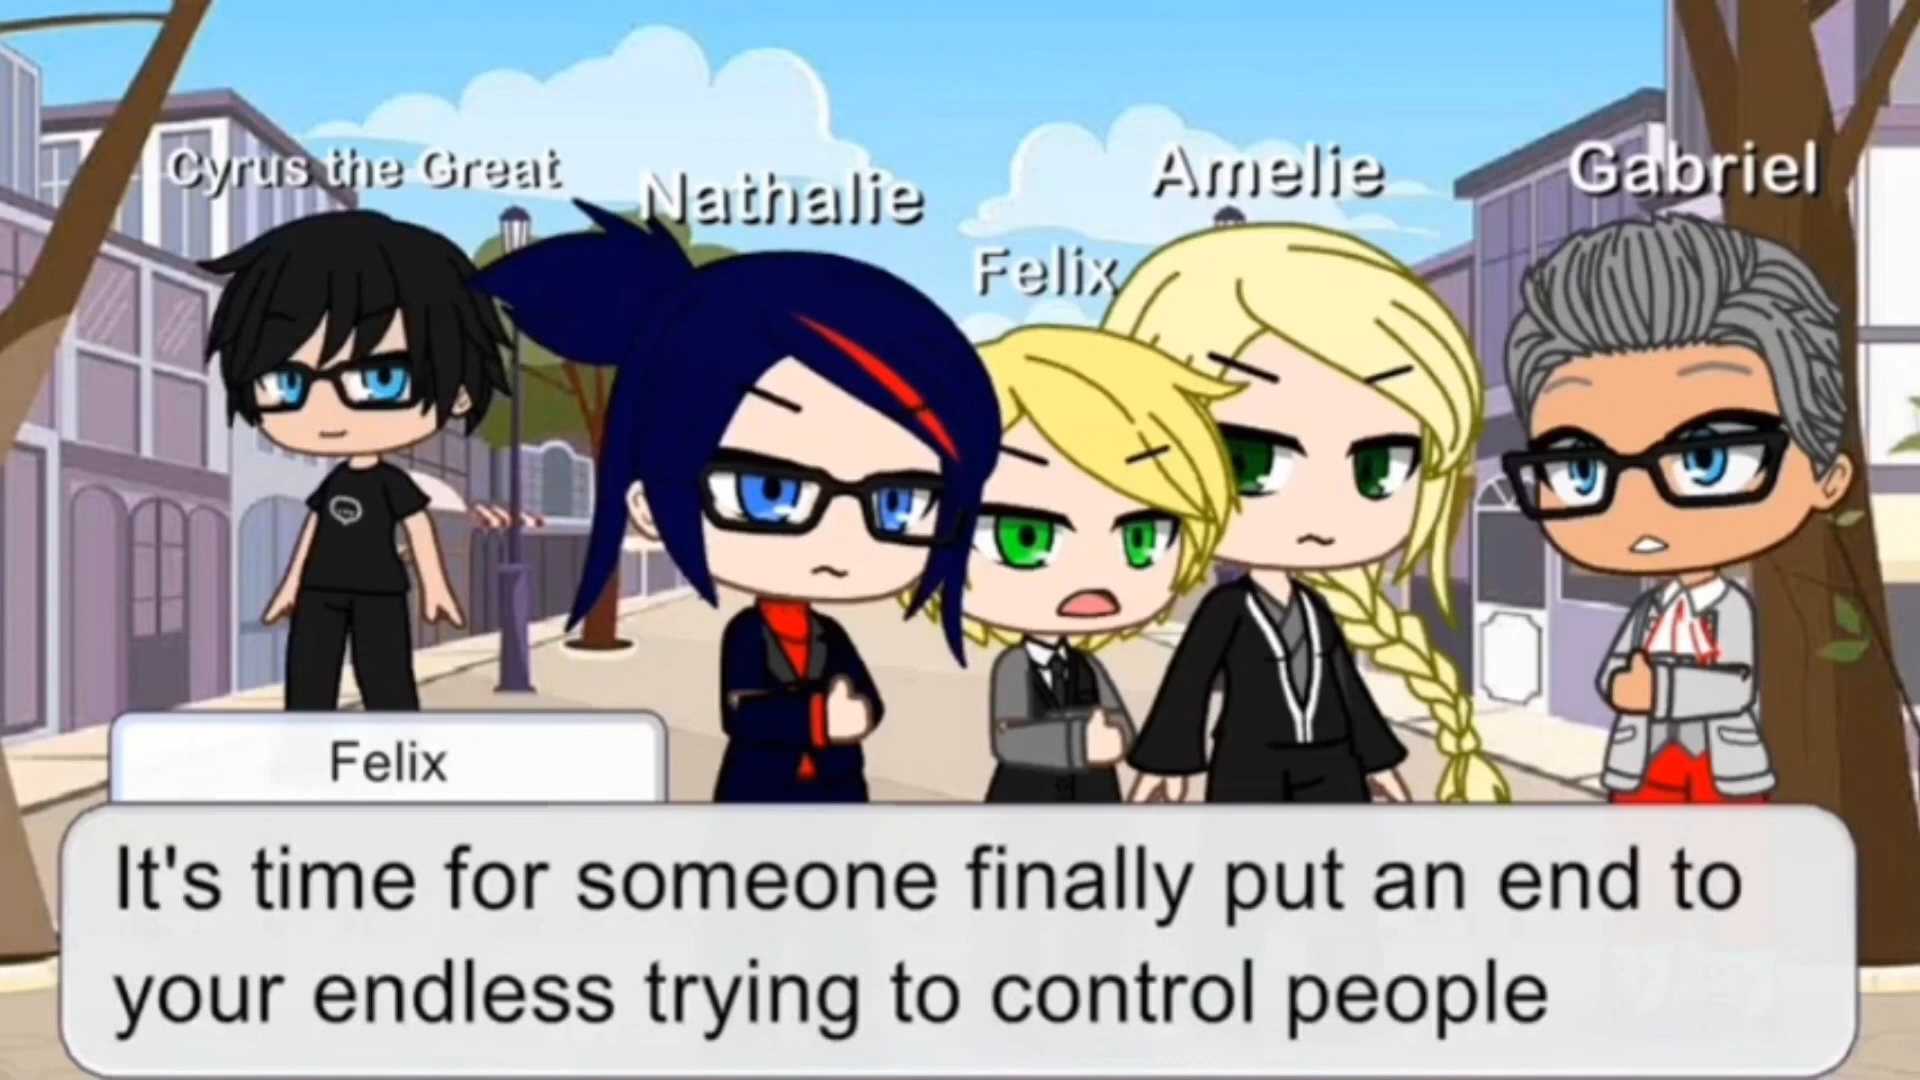 Cyrus the Great
Nathalie
Amelie
Gabriel
Felix
Felix
It's time for someone finally put an end to
your endless trying to control people